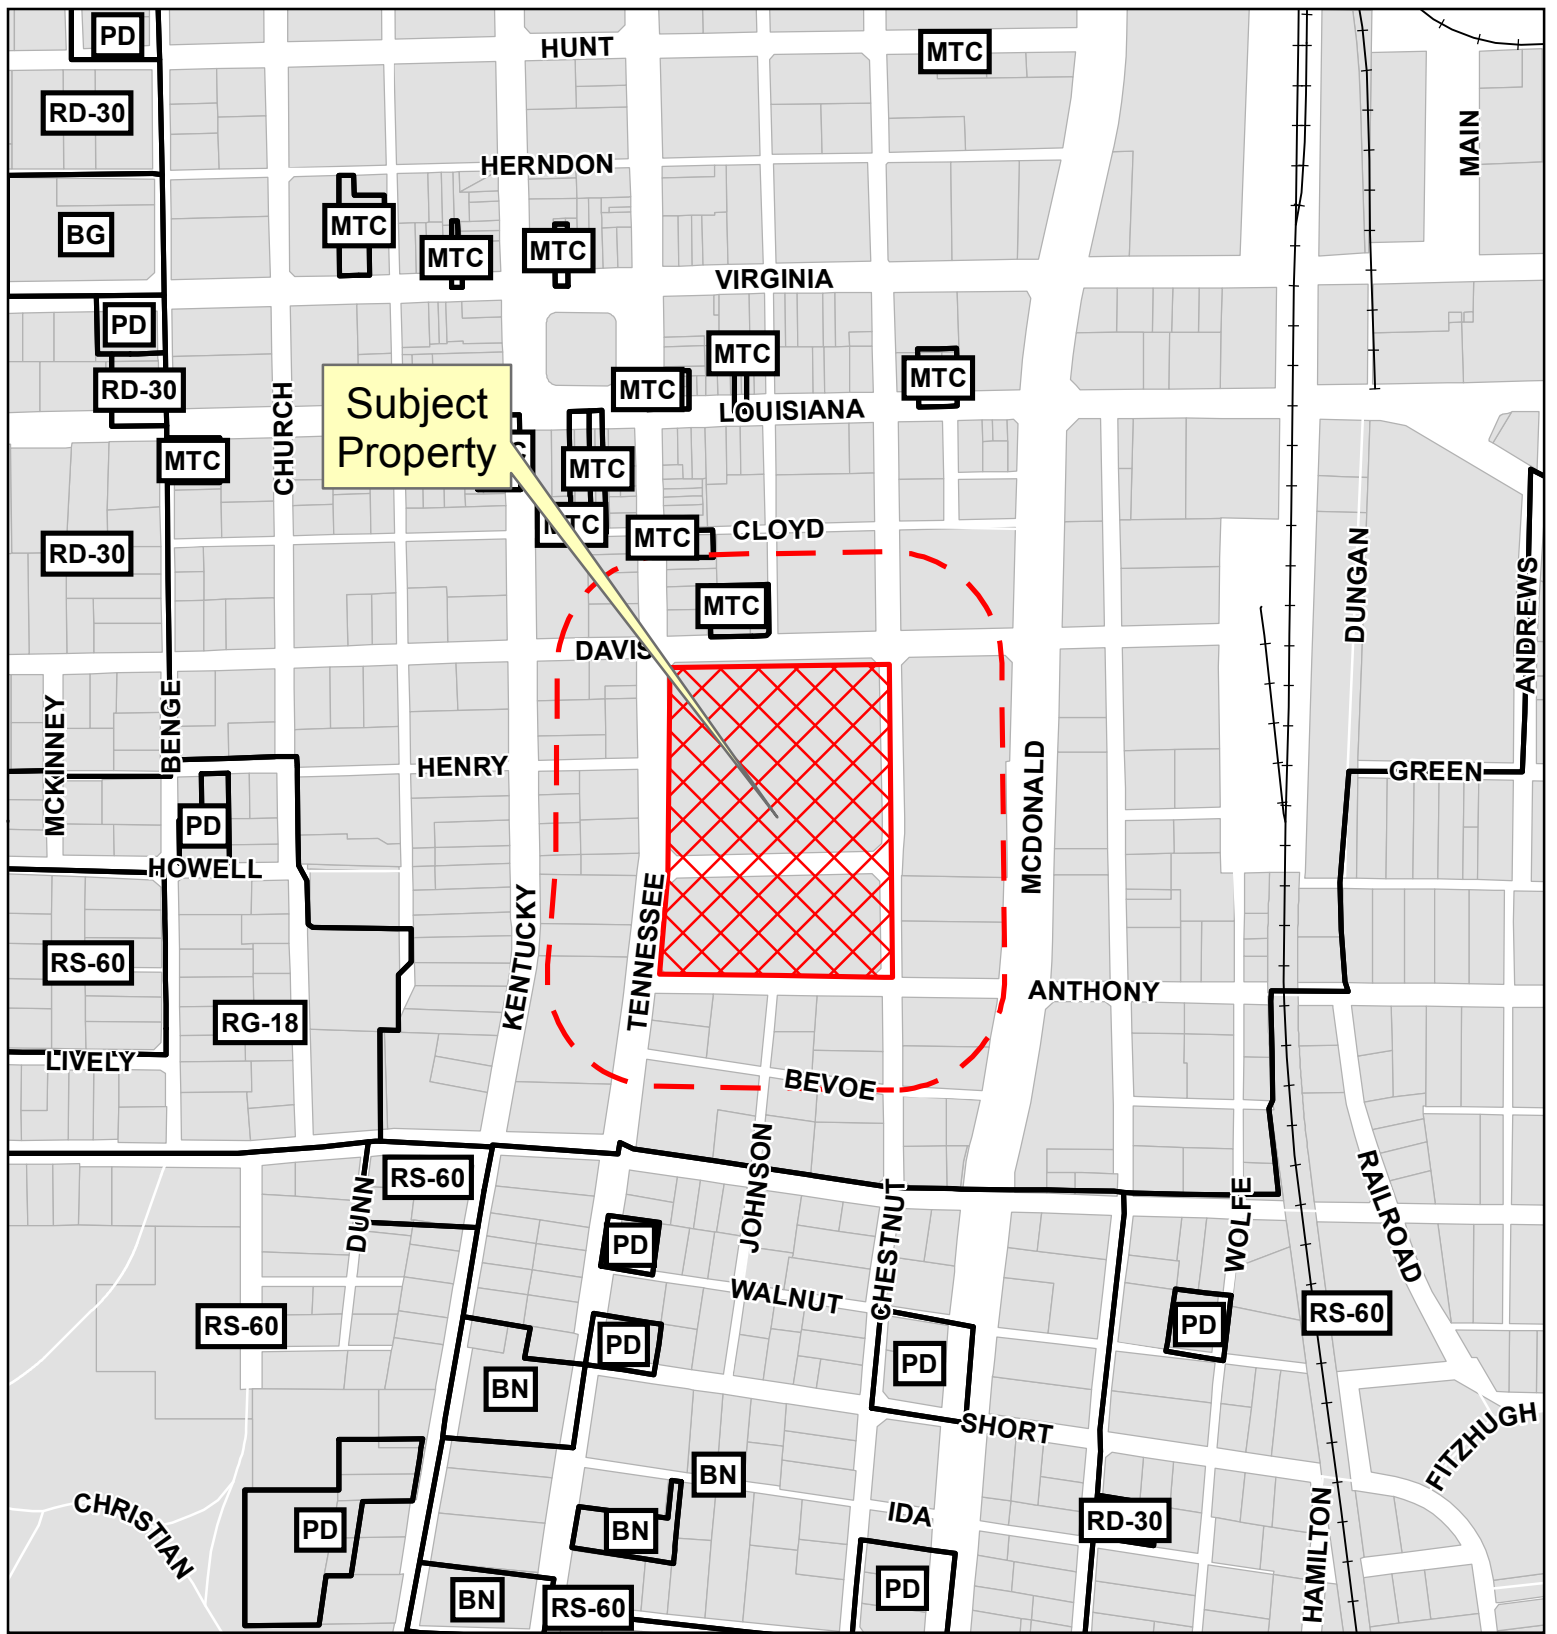 PD
HUNT
MTC
RD-30
MAIN
HERNDON
BG
MTC
MTC
MTC
VIRGINIA
PD
MTC
RD-30
MTC
MTC
CHURCH
Subject
Property
LOUISIANA
MTC
C
MTC
MTC
MTC
CLOYD
RD-30
DUNGAN
ANDREWS
MTC
DAVIS
MCKINNEY
BENGE
HENRY
MCDONALD
GREEN
PD
HOWELL
KENTUCKY
TENNESSEE
RS-60
ANTHONY
RG-18
LIVELY
BEVOE
JOHNSON
RS-60
DUNN
CHESTNUT
WOLFE
RAILROAD
PD
WALNUT
RS-60
PD
RS-60
PD
PD
BN
SHORT
FITZHUGH
BN
CHRISTIAN
PD
BN
IDA
RD-30
HAMILTON
PD
BN
RS-60